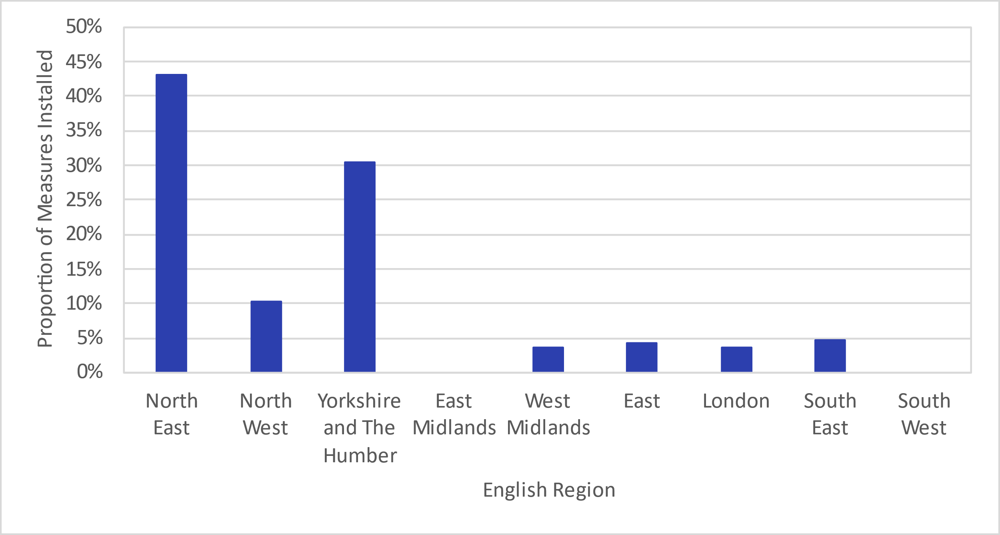 50%
45%
40%
35%
30%
25%
20%
15%
10%
5%
0%
Proportion of Measures Installed
North
East
North
West
Yorkshire
and The
Humber
East
Midlands
West
Midlands
East
London
South
East
South
West
English Region